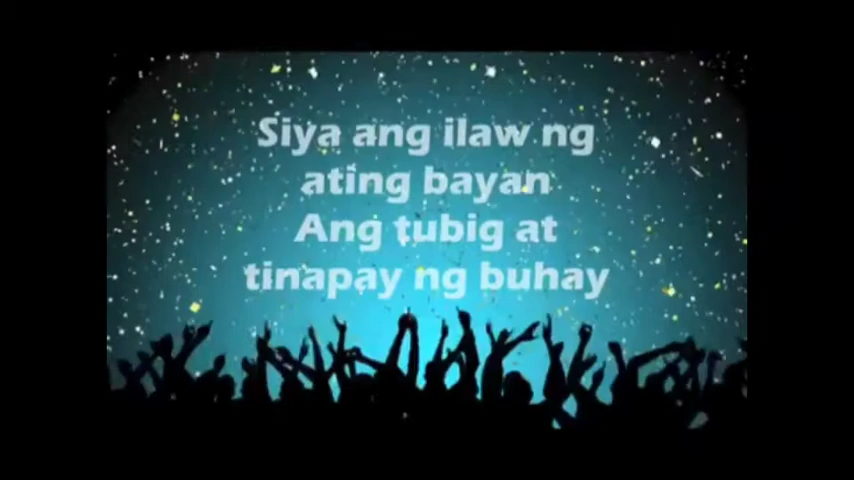 Siya ang ilaw ng
ating bayan
Ang tubig at
tinapay ng buhay